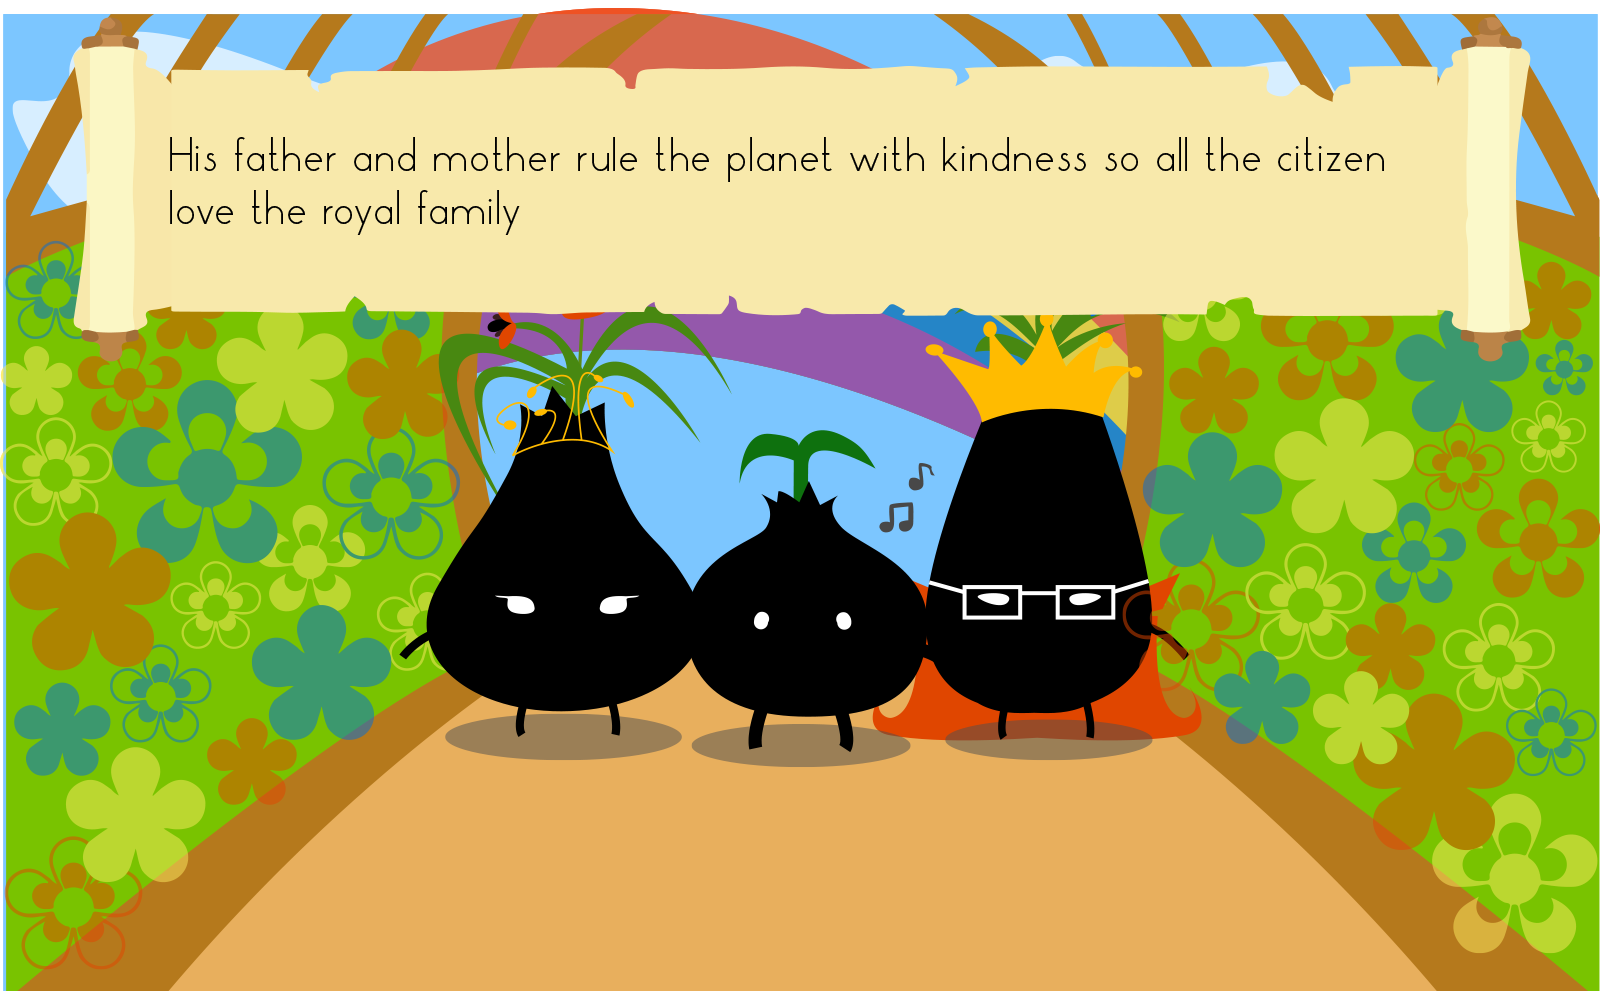 His father and mother rule the planet with kindness so all the citizen
love the royal family